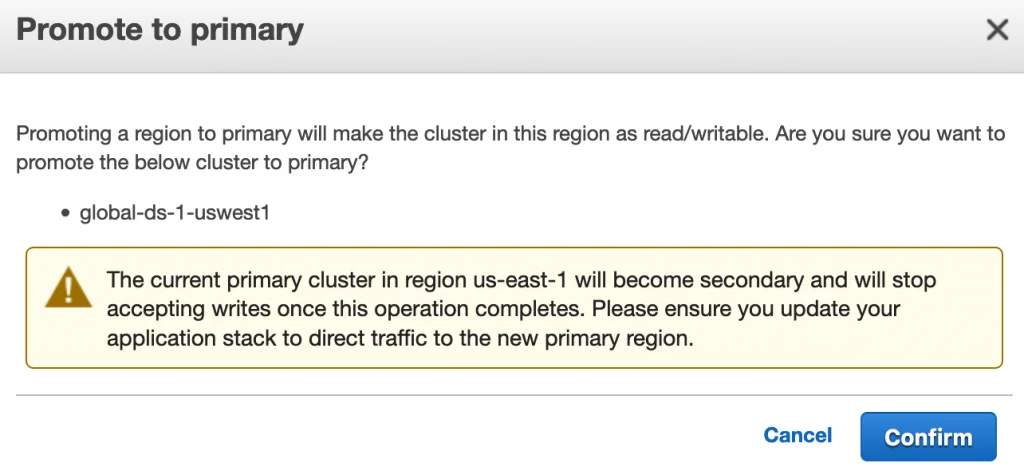 Promote to primary
Promoting a region to primary will make the cluster in this region as read/writable. Are you sure you want to
promote the below cluster to primary?
• global-ds-1-uswest1
The current primary cluster in region us-east-1 will become secondary and will stop
accepting writes once this operation completes. Please ensure you update your
application stack to direct traffic to the new primary region.
Cancel Confirm